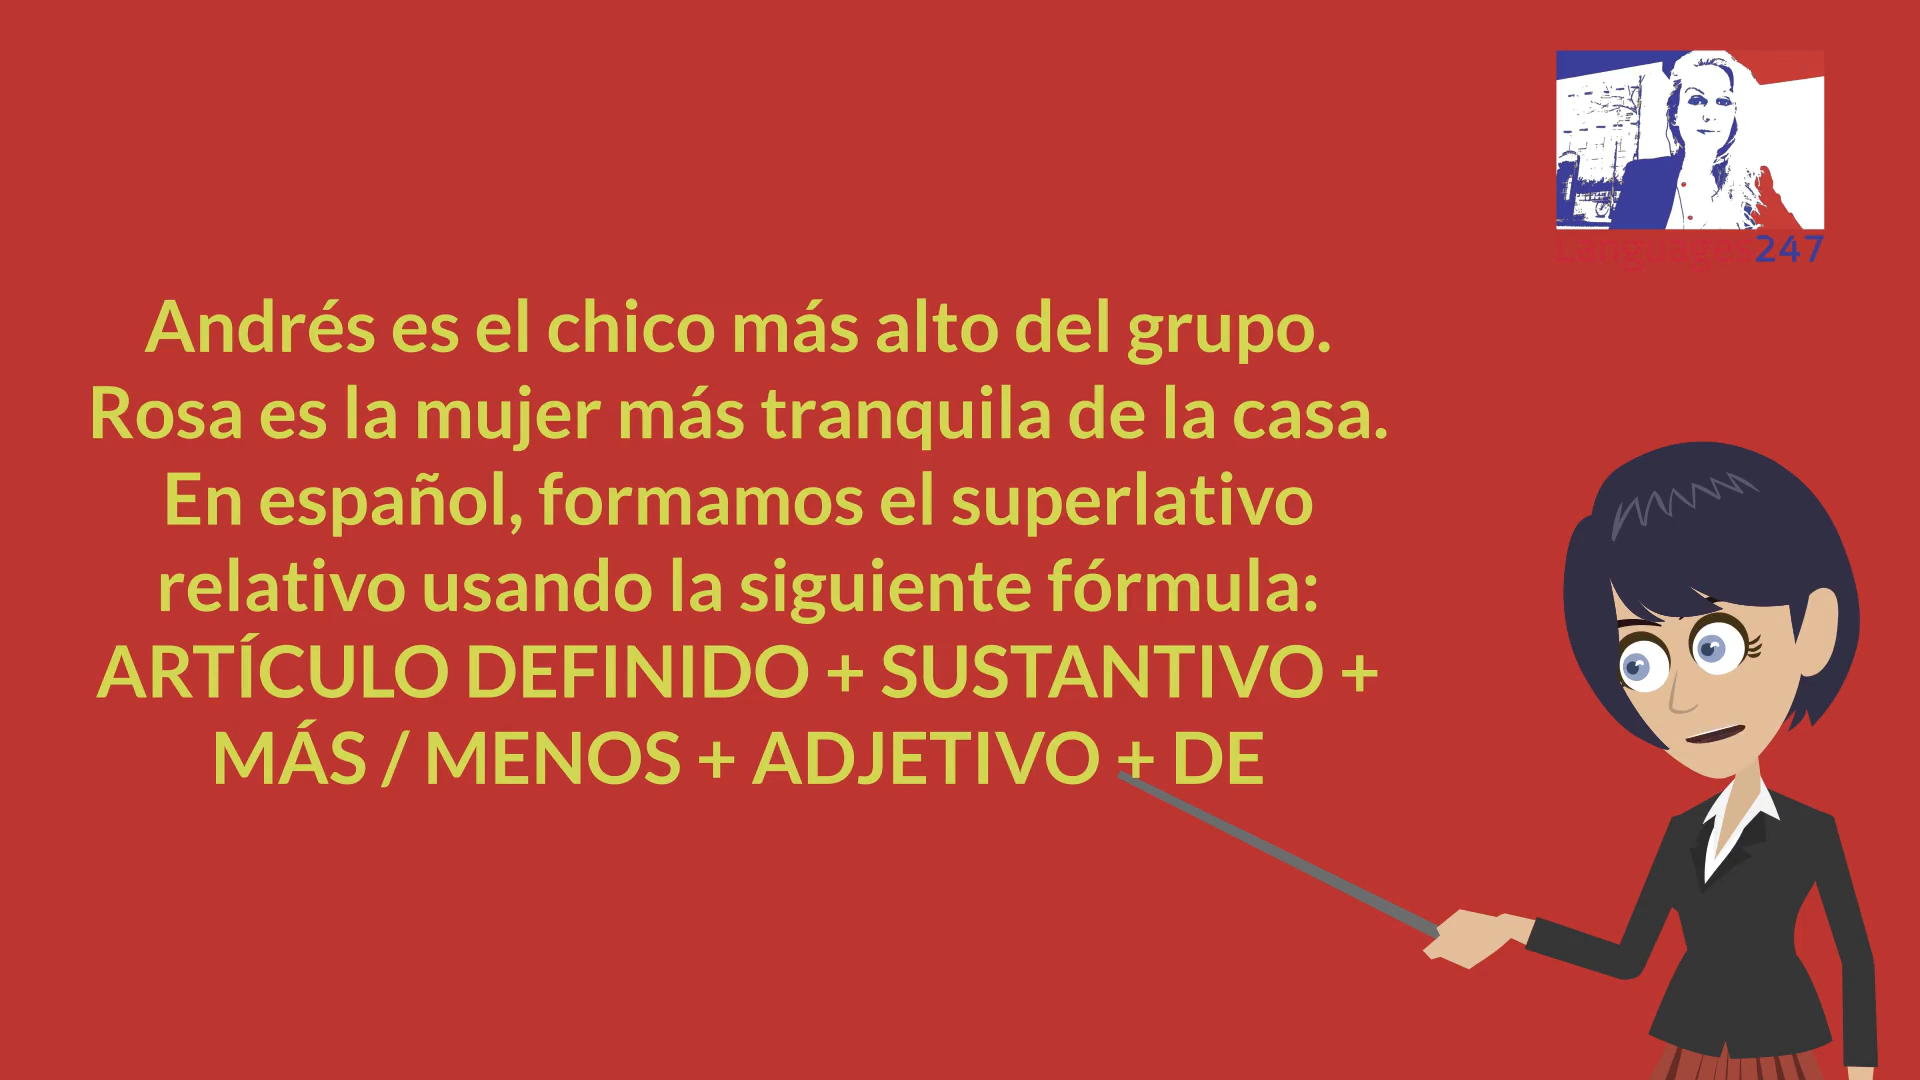 Languages247
Andrés es el chico más alto del grupo.
Rosa es la mujer más tranquila de la casa.
En español, formamos el superlativo
relativo usando la siguiente fórmula:
ARTÍCULO DEFINIDO + SUSTANTIVO +
MÁS / MENOS + ADJETIVO + DE